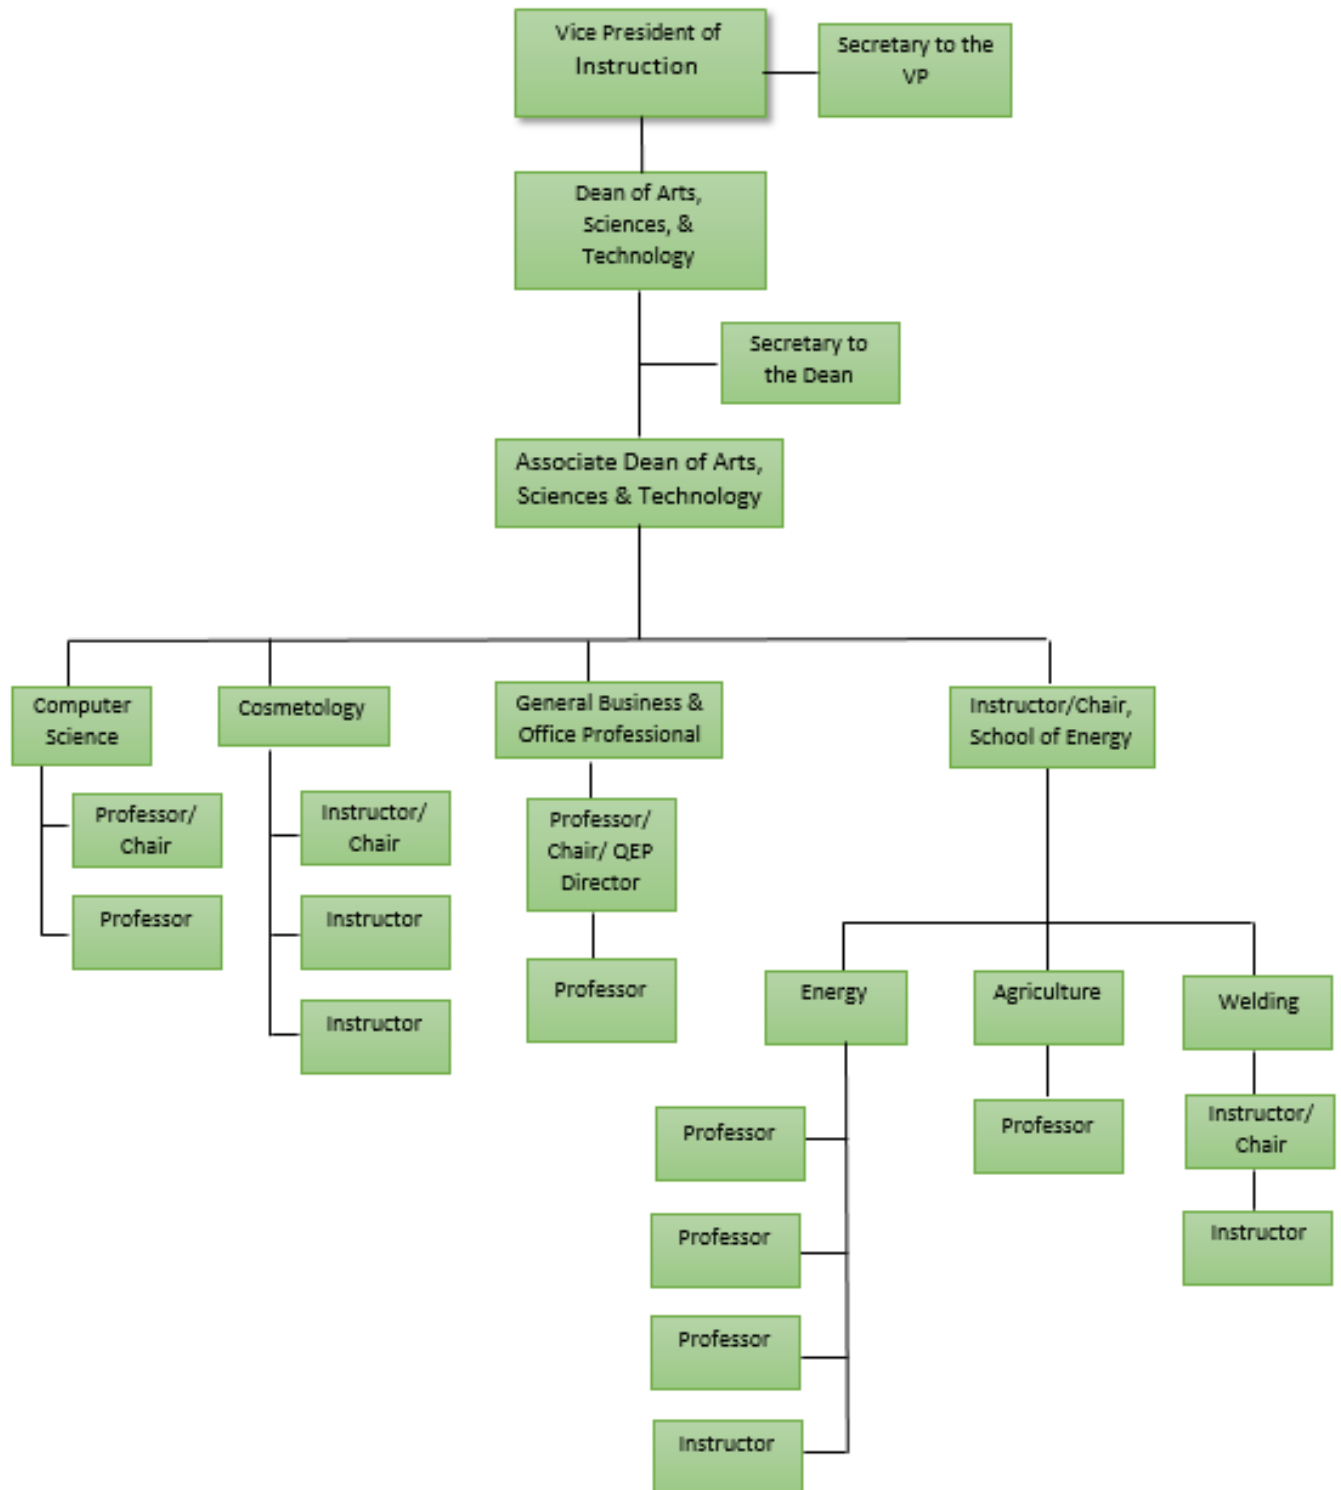 Vice President of
Instruction
Secretary to the
VP
Dean of Arts,
Sciences, &
Technology
Secretary to
the Dean
Associate Dean of Arts,
Sciences & Technology
Computer
Science
Professor/
Chair
Professor
Cosmetology
Instructor/
Chair
Instructor
Instructor
General Business &
Office Professional
Professor/
Chair/ QEP
Director
Professor
Instructor/Chair,
School of Energy
Energy
Professor
Professor
Professor
Instructor
Agriculture
Professor
Welding
Instructor/
Chair
Instructor